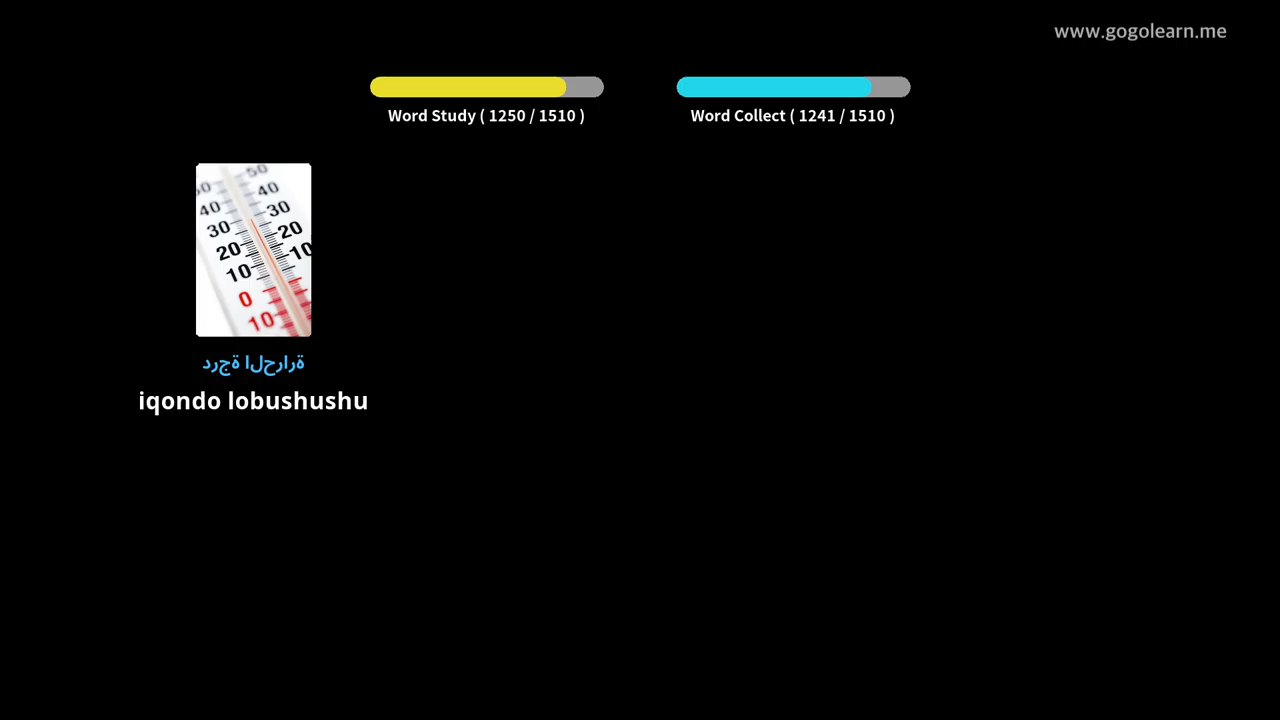 www.gogolearn.me
Word Study ( 1250 / 1510 )
Word Collect ( 1241 / 1510 )
50
50
40
40
30
30
20
20
10
10
0
10
درجة الحرارة
iqondo lobushushu